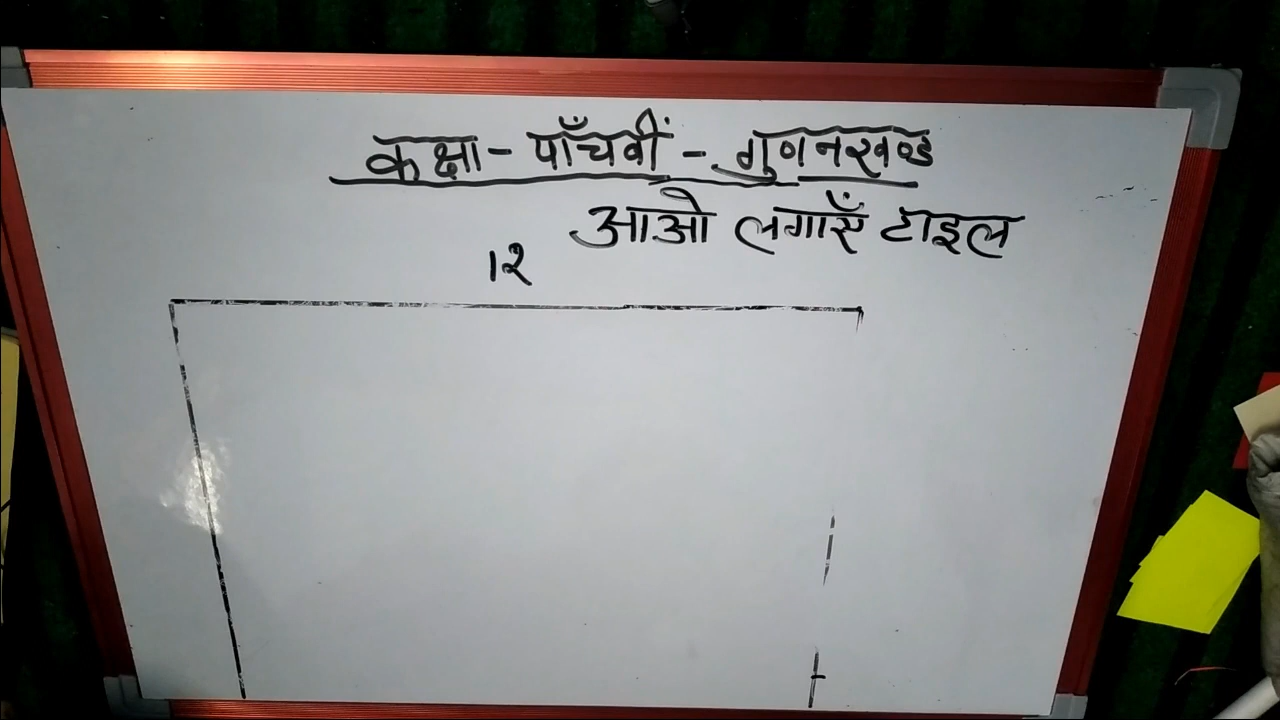 कक्षा - पाँचवीं - गुणनखण्ड
आओ लगाएँ टाइल
12